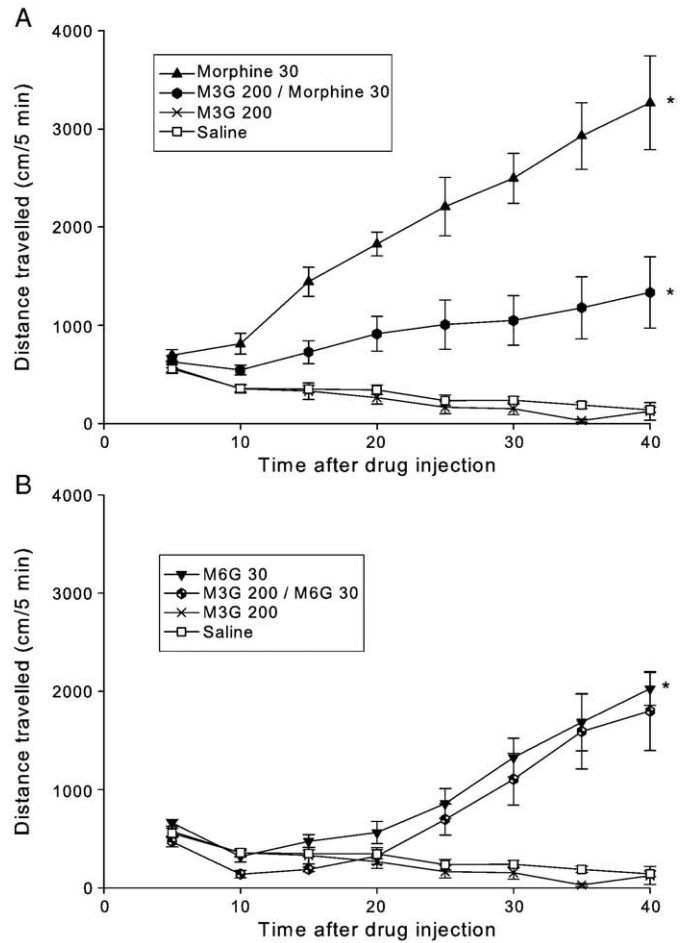 A
4000
3000
2000
1000
0
Distance travelled (cm/5 min)
Morphine 30
M3G 200 / Morphine 30
M3G 200
Saline
*
*
0 10 20 30 40
Time after drug injection
B
4000
3000
2000
1000
0
Distance travelled (cm/5 min)
M6G 30
M3G 200 / M6G 30
M3G 200
Saline
*
0 10 20 30 40
Time after drug injection